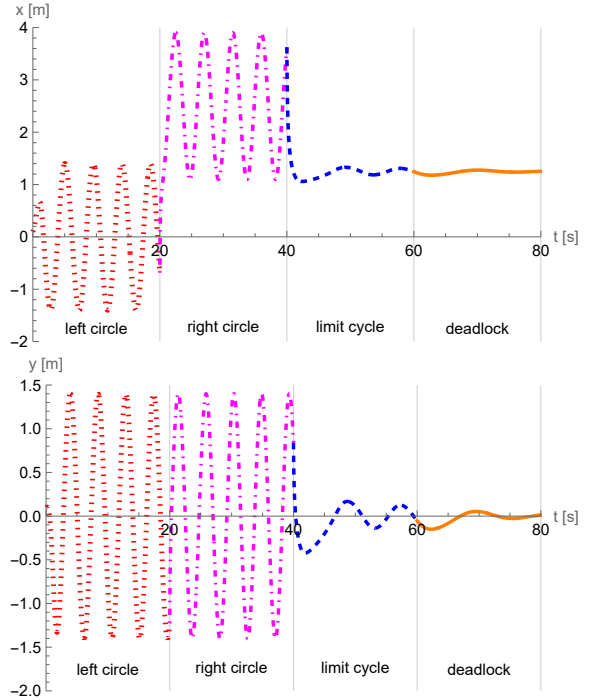 x [m]
4
3
2
1
0
−1
−2
20
40
60
80
t [s]
left circle
right circle
limit cycle
deadlock
y [m]
1.5
1.0
0.5
0.0
−0.5
−1.0
−1.5
−2.0
20
40
60
80
t [s]
left circle
right circle
limit cycle
deadlock